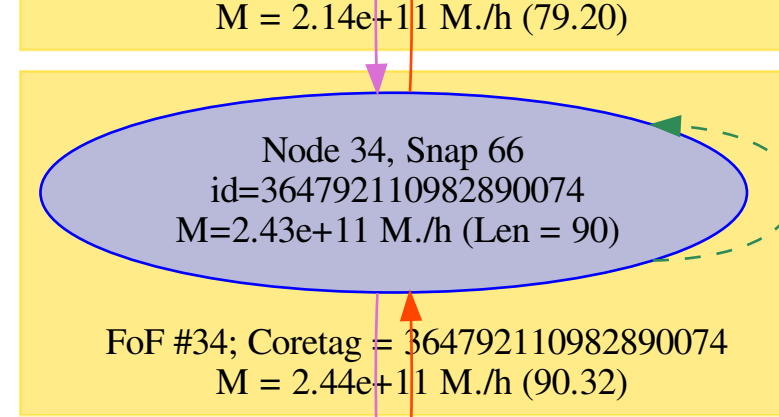 M = 2.14e+11 M./h (79.20)
Node 34, Snap 66
id=364792110982890074
M=2.43e+11 M./h (Len = 90)
FoF #34; Coretag = 364792110982890074
M = 2.44e+11 M./h (90.32)